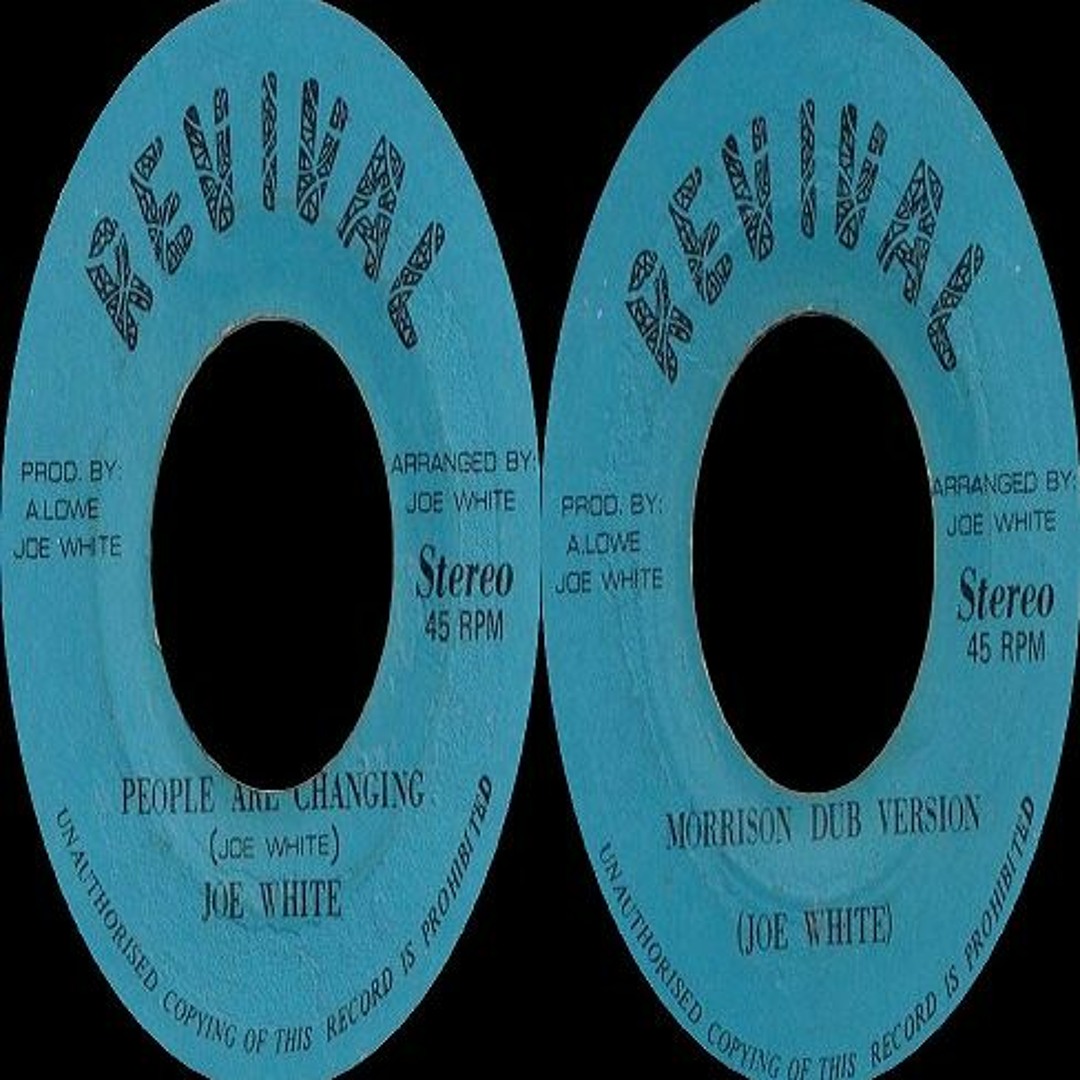 REVIVAL
PROD. BY:
A.LOWE
JOE WHITE
ARRANGED BY:
JOE WHITE
Stereo
45 RPM
PEOPLE ARE CHANGING
(JOE WHITE)
JOE WHITE
UNAUTHORISED COPYING OF THIS RECORD IS PROHIBITED
REVIVAL
PROD. BY:
A.LOWE
JOE WHITE
ARRANGED BY:
JOE WHITE
Stereo
45 RPM
MORRISON DUB VERSION
(JOE WHITE)
UNAUTHORISED COPYING OF THIS RECORD IS PROHIBITED